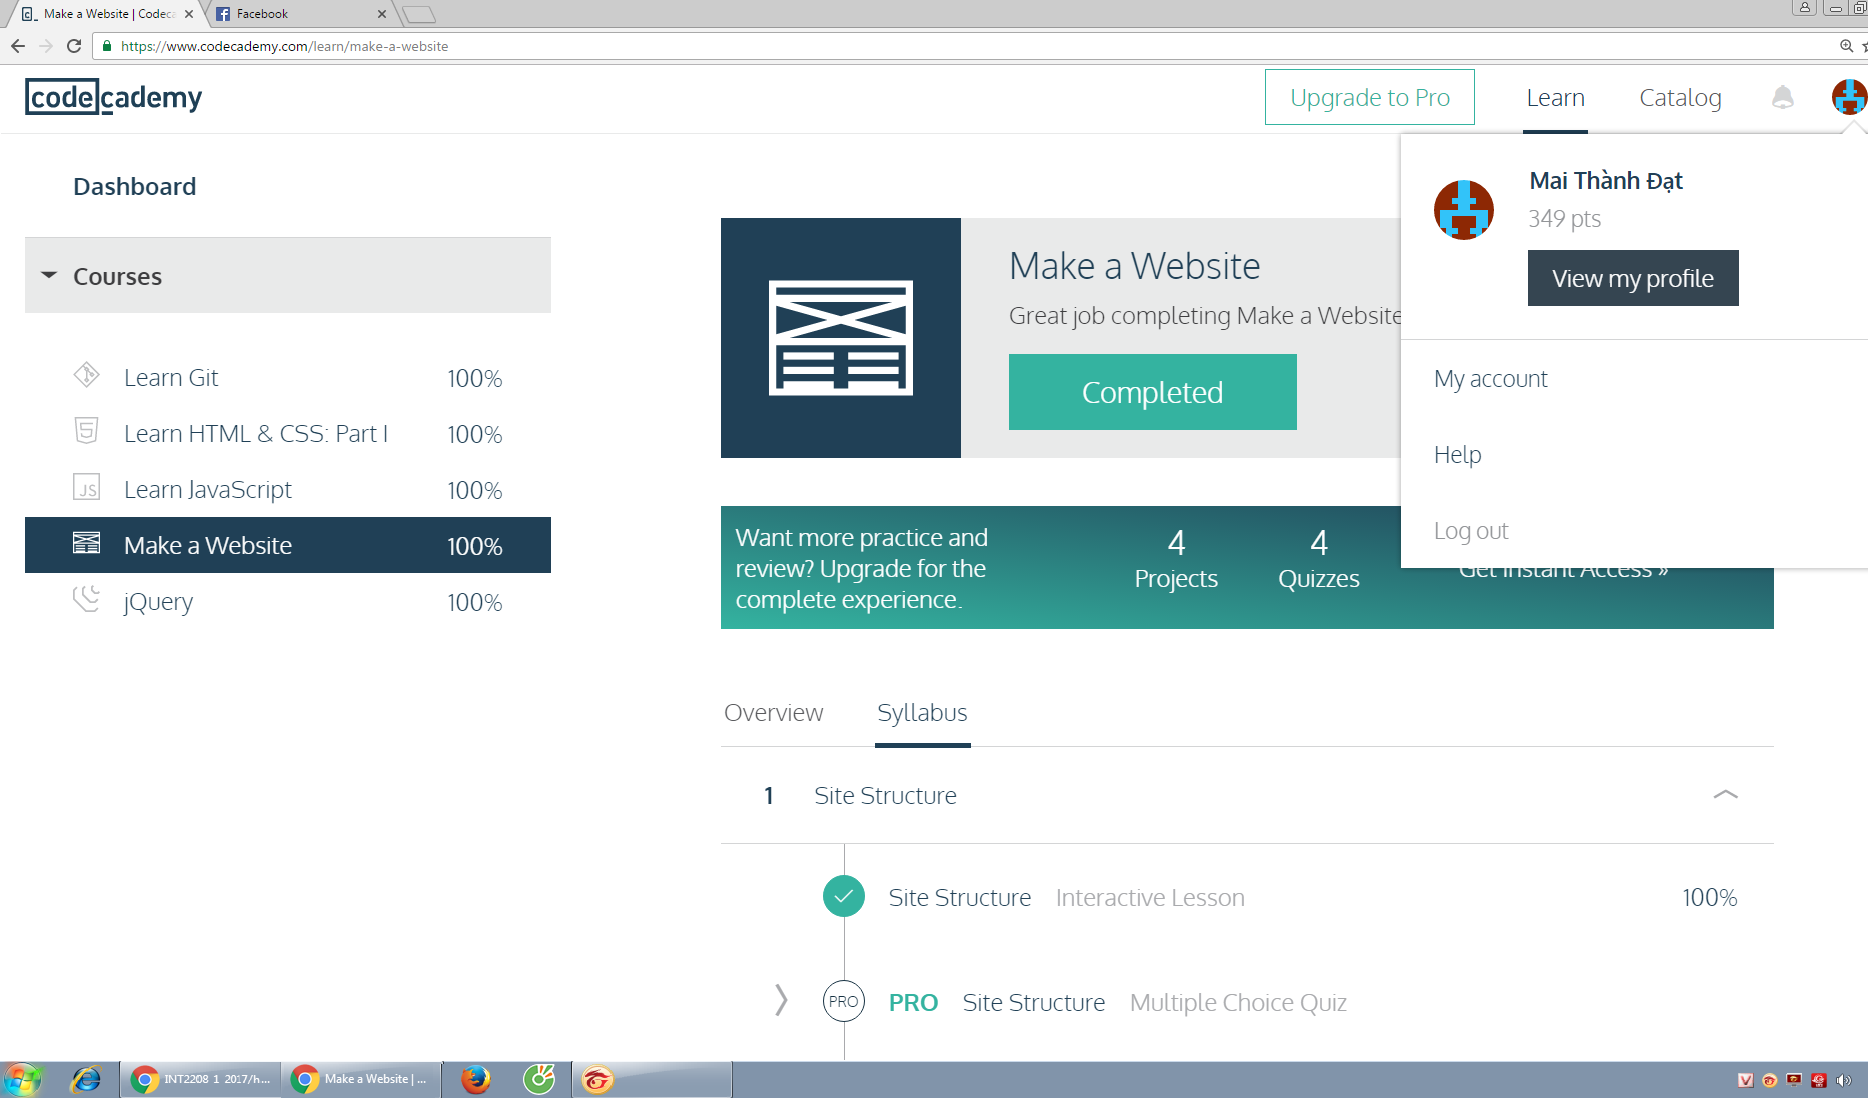 Make a Website | Codeca
Facebook
https://www.codecademy.com/learn/make-a-website
codecademy
Upgrade to Pro
Learn
Catalog
Mai Thành Đạt
349 pts
View my profile
My account
Help
Log out
Dashboard
Courses
Learn Git 100%
Learn HTML & CSS: Part I 100%
JS Learn JavaScript 100%
Make a Website 100%
jQuery 100%
Make a Website
Great job completing Make a Website
Completed
Want more practice and
review? Upgrade for the
complete experience.
4
Projects
4
Quizzes
Get Instant Access »
Overview
Syllabus
1 Site Structure
Site Structure Interactive Lesson 100%
PRO PRO Site Structure Multiple Choice Quiz
INT2208 1 2017/h...
Make a Website | ...